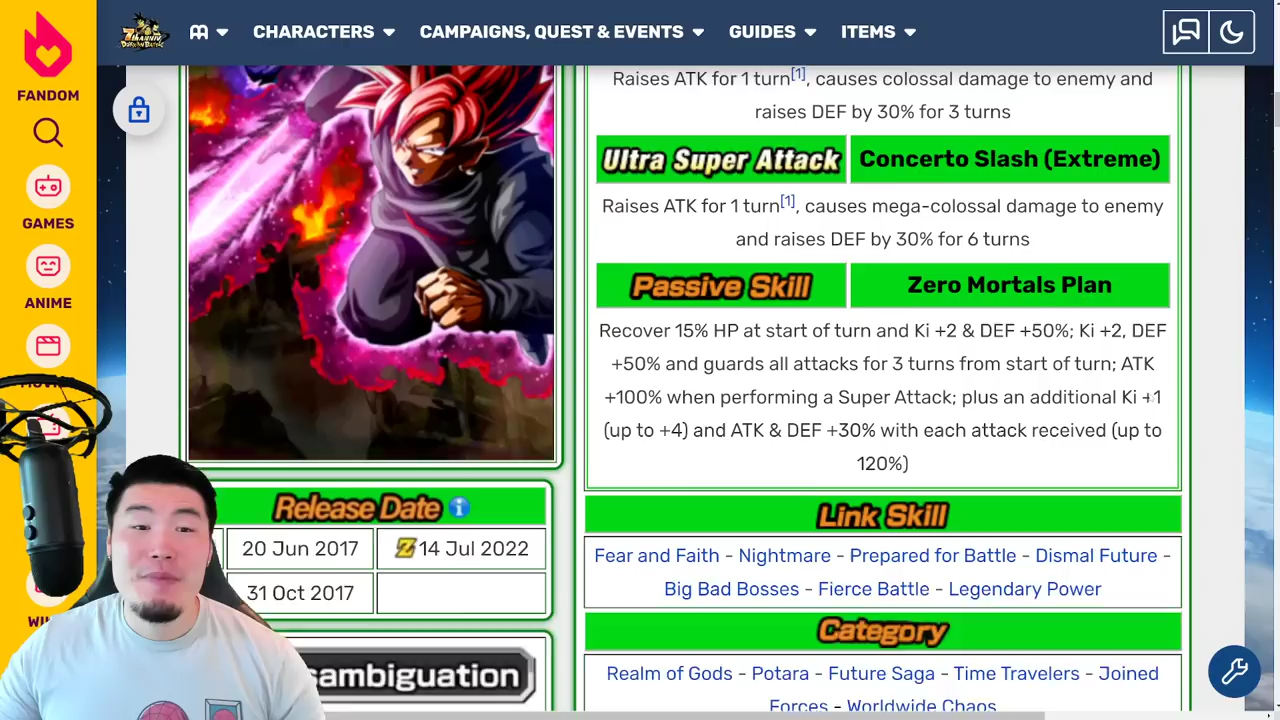 FANDOM
GAMES
ANIME
CHARACTERS
CAMPAIGNS, QUEST & EVENTS
GUIDES
ITEMS
Raises ATK for 1 turn[1], causes colossal damage to enemy and
raises DEF by 30% for 3 turns
Ultra Super Attack
Concerto Slash (Extreme)
Raises ATK for 1 turn[1], causes mega-colossal damage to enemy
and raises DEF by 30% for 6 turns
Passive Skill
Zero Mortals Plan
Recover 15% HP at start of turn and Ki +2 & DEF +50%; Ki +2, DEF
+50% and guards all attacks for 3 turns from start of turn; ATK
+100% when performing a Super Attack; plus an additional Ki +1
(up to +4) and ATK & DEF +30% with each attack received (up to
120%)
Release Date
20 Jun 2017
Z 14 Jul 2022
31 Oct 2017
sambiguation
Link Skill
Fear and Faith - Nightmare - Prepared for Battle - Dismal Future -
Big Bad Bosses - Fierce Battle - Legendary Power
Category
Realm of Gods - Potara - Future Saga - Time Travelers - Joined
Forces - Worldwide Chaos